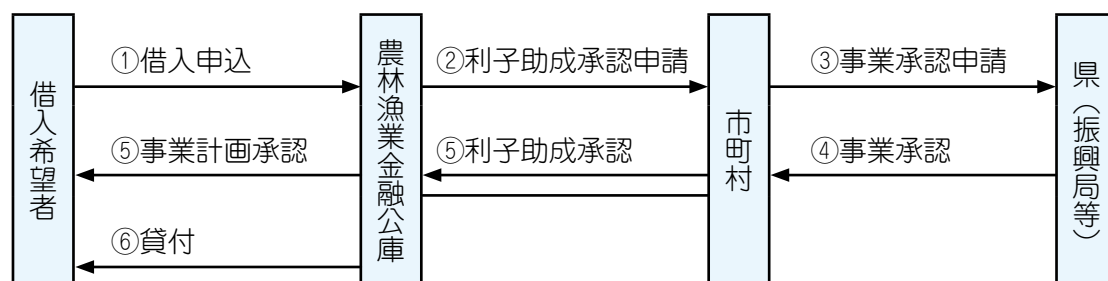 借入希望者
①借入申込
⑤事業計画承認
⑥貸付
農林漁業金融公庫
②利子助成承認申請
⑤利子助成承認
市町村
③事業承認申請
④事業承認
県（振興局等）